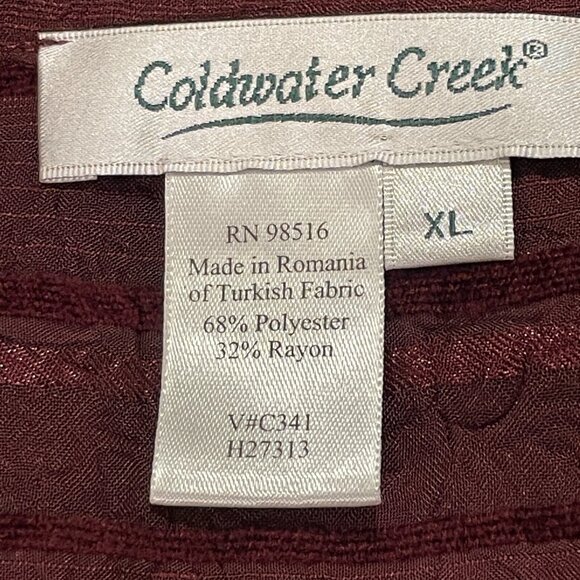 Coldwater Creek®
XL
RN 98516
Made in Romania
of Turkish Fabric
68% Polyester
32% Rayon
V#C341
H27313